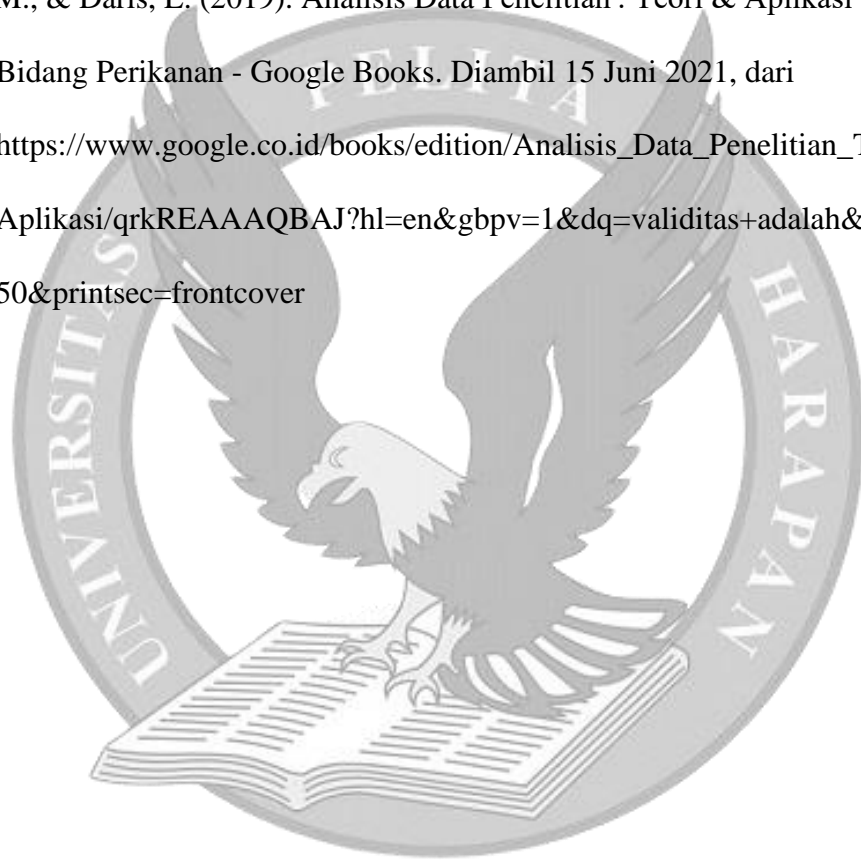 M., & Daris, L. (2019). Analisis Data Penelitian : Teori & Aplikasi
Bidang Perikanan - Google Books. Diambil 15 Juni 2021, dari
https://www.google.co.id/books/edition/Analisis_Data_Penelitian_T
Aplikasi/qrkREAAAQBAJ?hl=en&gbpv=1&dq=validitas+adalah&
50&printsec=frontcover
UNIVERSITAS PELITA HARAPAN